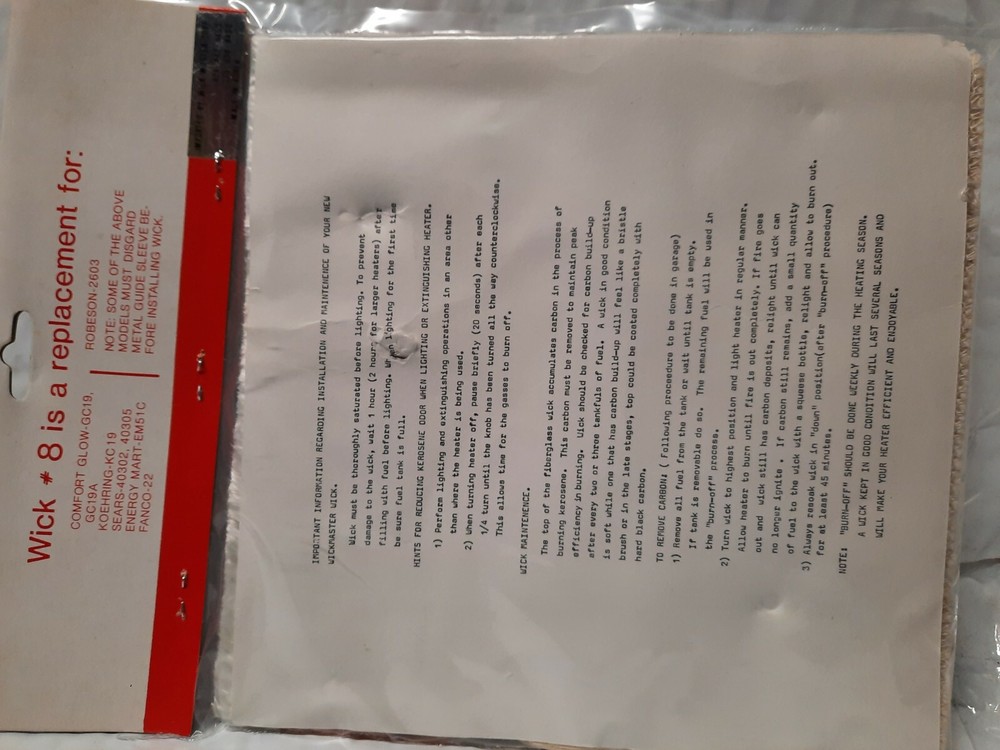 Wick # 8 is a replacement for:
COMFORT GLOW-GC19,
GC19A
KOEHRING-KC19
SEARS-40302, 40305
ENERGY MART-EM51C
FANCO-22
ROBESON-2603
NOTE: SOME OF THE ABOVE
MODELS MUST DISGARD
METAL GUIDE SLEEVE BE-
FORE INSTALLING WICK.
IMPORTANT INFORMATION REGARDING INSTALLATION AND MAINTENENCE OF YOUR NEW
WICKMASTER WICK.
Wick must be thoroughly saturated before lighting. To prevent
damage to the wick, wait 1 hour (2 hours for larger heaters) after
filling with fuel before lighting. When lighting for the first time
be sure fuel tank is full.
HINTS FOR REDUCING KEROSENE ODOR WHEN LIGHTING OR EXTINGUISHING HEATER.
1) Perform lighting and extinguishing operations in an area other
than where the heater is being used.
2) When turning heater off, pause briefly (20 seconds) after each
1/4 turn until the knob has been turned all the way counterclockwise.
This allows time for the gasses to burn off.
WICK MAINTENENCE.
The top of the fiberglass wick accumulates carbon in the process of
burning kerosene. This carbon must be removed to maintain peak
efficiency in burning. Wick should be checked for carbon build-up
after every two or three tankfuls of fuel. A wick in good condition
is soft while one that has carbon build-up will feel like a bristle
brush or in the late stages, top could be coated completely with
hard black carbon.
TO REMOVE CARBON: ( Following proceedure to be done in garage)
1) Remove all fuel from the tank or wait until tank is empty.
If tank is removable do so. The remaining fuel will be used in
the "burn-off" process.
2) Turn wick to highest position and light heater in regular manner.
Allow heater to burn until fire is out completely. If fire goes
out and wick still has carbon deposits, relight until wick can
no longer ignite . If carbon still remains, add a small quantity
of fuel to the wick with a squeese bottle, relight and allow to burn out.
3) Always resoak wick in "down" position(after "burn-off" procedure)
for at least 45 minutes.
NOTE: "BURN-OFF" SHOULD BE DONE WEEKLY DURING THE HEATING SEASON.
A WICK KEPT IN GOOD CONDITION WILL LAST SEVERAL SEASONS AND
WILL MAKE YOUR HEATER EFFICIENT AND ENJOYABLE.